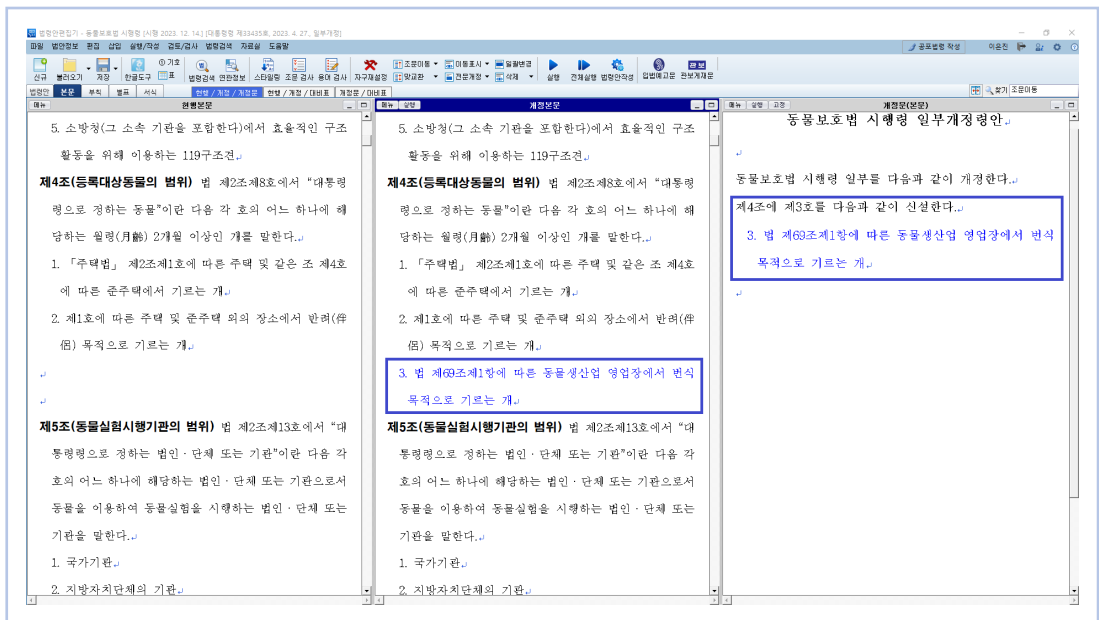 법령안편집기 - 동물보호법 시행령 [시행 2023. 12. 14.] [대통령령 제33435호, 2023. 4. 27., 일부개정]
파일 법안정보 편집 삽입 실행/작성 검토/검사 법령검색 자료실 도움말
공포법령 작성 이온전
신규 불러오기 저장 한글도구 ① 기호 표 법령검색 연판정보 스타일링 조문 검사 용어 검사 자구재설정 조문이동 이동표시 일괄변경 맞교환 전문개정 삭제 실행 전체실행 법령안작성 입법예고문 관보 관보게재문
법령안 본문 부칙 별표 서식 현행 / 개정 / 개정문 현행 / 개정 / 대비표 개정문 / 대비표 찾기 조문이동
메뉴 현행본문
5. 소방청(그 소속 기관을 포함한다)에서 효율적인 구조
활동을 위해 이용하는 119구조견
제4조(등록대상동물의 범위) 법 제2조제8호에서 “대통령
령으로 정하는 동물”이란 다음 각 호의 어느 하나에 해
당하는 월령(月齡) 2개월 이상인 개를 말한다.
1. 「주택법」 제2조제1호에 따른 주택 및 같은 조 제4호
에 따른 준주택에서 기르는 개
2. 제1호에 따른 주택 및 준주택 외의 장소에서 반려(伴
侶) 목적으로 기르는 개
제5조(동물실험시행기관의 범위) 법 제2조제13호에서 “대
통령령으로 정하는 법인ㆍ단체 또는 기관”이란 다음 각
호의 어느 하나에 해당하는 법인ㆍ단체 또는 기관으로서
동물을 이용하여 동물실험을 시행하는 법인ㆍ단체 또는
기관을 말한다.
1. 국가기관
2. 지방자치단체의 기관
메뉴 실행 개정본문
5. 소방청(그 소속 기관을 포함한다)에서 효율적인 구조
활동을 위해 이용하는 119구조견
제4조(등록대상동물의 범위) 법 제2조제8호에서 “대통령
령으로 정하는 동물”이란 다음 각 호의 어느 하나에 해
당하는 월령(月齡) 2개월 이상인 개를 말한다.
1. 「주택법」 제2조제1호에 따른 주택 및 같은 조 제4호
에 따른 준주택에서 기르는 개
2. 제1호에 따른 주택 및 준주택 외의 장소에서 반려(伴
侶) 목적으로 기르는 개
3. 법 제69조제1항에 따른 동물생산업 영업장에서 번식
목적으로 기르는 개
제5조(동물실험시행기관의 범위) 법 제2조제13호에서 “대
통령령으로 정하는 법인ㆍ단체 또는 기관”이란 다음 각
호의 어느 하나에 해당하는 법인ㆍ단체 또는 기관으로서
동물을 이용하여 동물실험을 시행하는 법인ㆍ단체 또는
기관을 말한다.
1. 국가기관
2. 지방자치단체의 기관
메뉴 실행 고정 개정문(본문)
동물보호법 시행령 일부개정령안
동물보호법 시행령 일부를 다음과 같이 개정한다.
제4조에 제3호를 다음과 같이 신설한다.
3. 법 제69조제1항에 따른 동물생산업 영업장에서 번식
목적으로 기르는 개